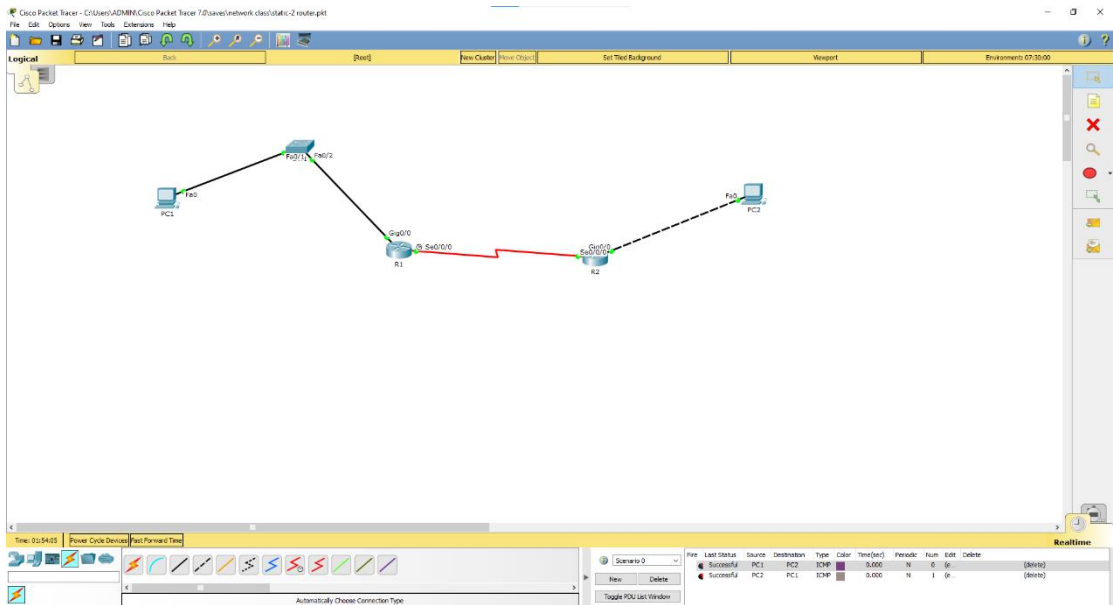 Cisco Packet Tracer - C:\Users\ADMIN\Cisco Packet Tracer 7.0\saves\network class\static-2 router.pkt
File Edit Options View Tools Extensions Help
Logical Back [Root] New Cluster Move Object Set Tiled Background Viewport Environment: 07:30:00
Fa0/1 Fa0/2
Fa0
PC1
Fa0
PC2
Gig0/0
Se0/0/0
R1
Gig0/0
Se0/0/0
R2
Time: 01:54:05 Power Cycle Devices Fast Forward Time Realtime
Scenario 0
New Delete
Toggle PDU List Window
Automatically Choose Connection Type
Fire Last Status Source Destination Type Color Time(sec) Periodic Num Edit Delete
Successful PC1 PC2 ICMP 0.000 N 0 (e... (delete)
Successful PC2 PC1 ICMP 0.000 N 1 (e... (delete)